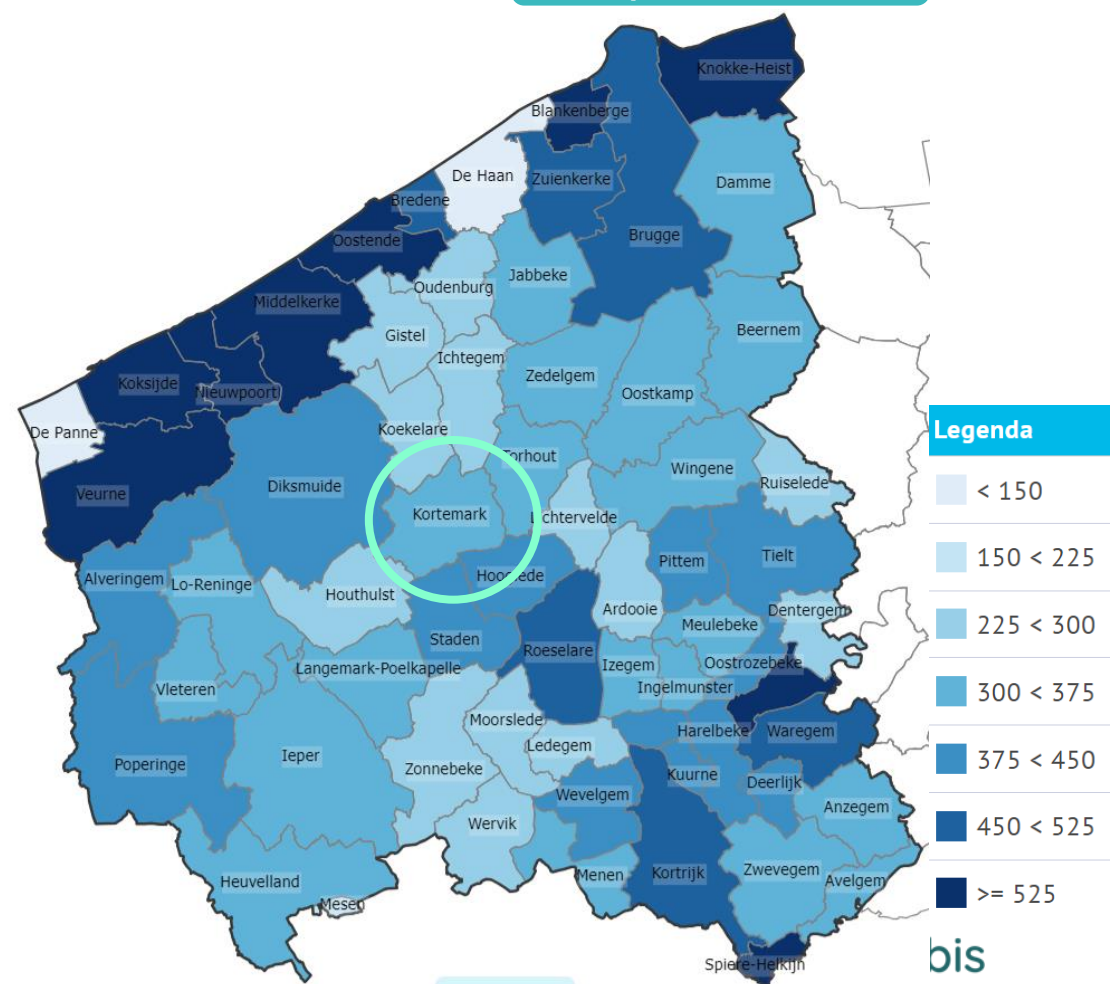 Knokke-Heist
Blankenberge
De Haan
Zuienkerke
Damme
Bredene
Oostende
Brugge
Jabbeke
Oudenburg
Middelkerke
Beernem
Gistel
Ichtegem
Zedelgem
Koksijde
Nieuwpoort
Oostkamp
De Panne
Koekelare
Torhout
Wingene
Ruiselede
Diksmuide
Veurne
Kortemark
Lichtervelde
Alveringem
Lo-Reninge
Hooglede
Pittem
Tielt
Houthulst
Ardooie
Dentergem
Meulebeke
Staden
Roeselare
Langemark-Poelkapelle
Izegem
Oostrozebeke
Vleteren
Ingelmunster
Moorslede
Harelbeke
Waregem
Ledegem
Ieper
Poperinge
Zonnebeke
Kuurne
Deerlijk
Wevelgem
Anzegem
Wervik
Heuvelland
Menen
Kortrijk
Zwevegem
Avelgem
Mesen
Spiere-Helkijn
Legenda
< 150
150 < 225
225 < 300
300 < 375
375 < 450
450 < 525
>= 525
bis